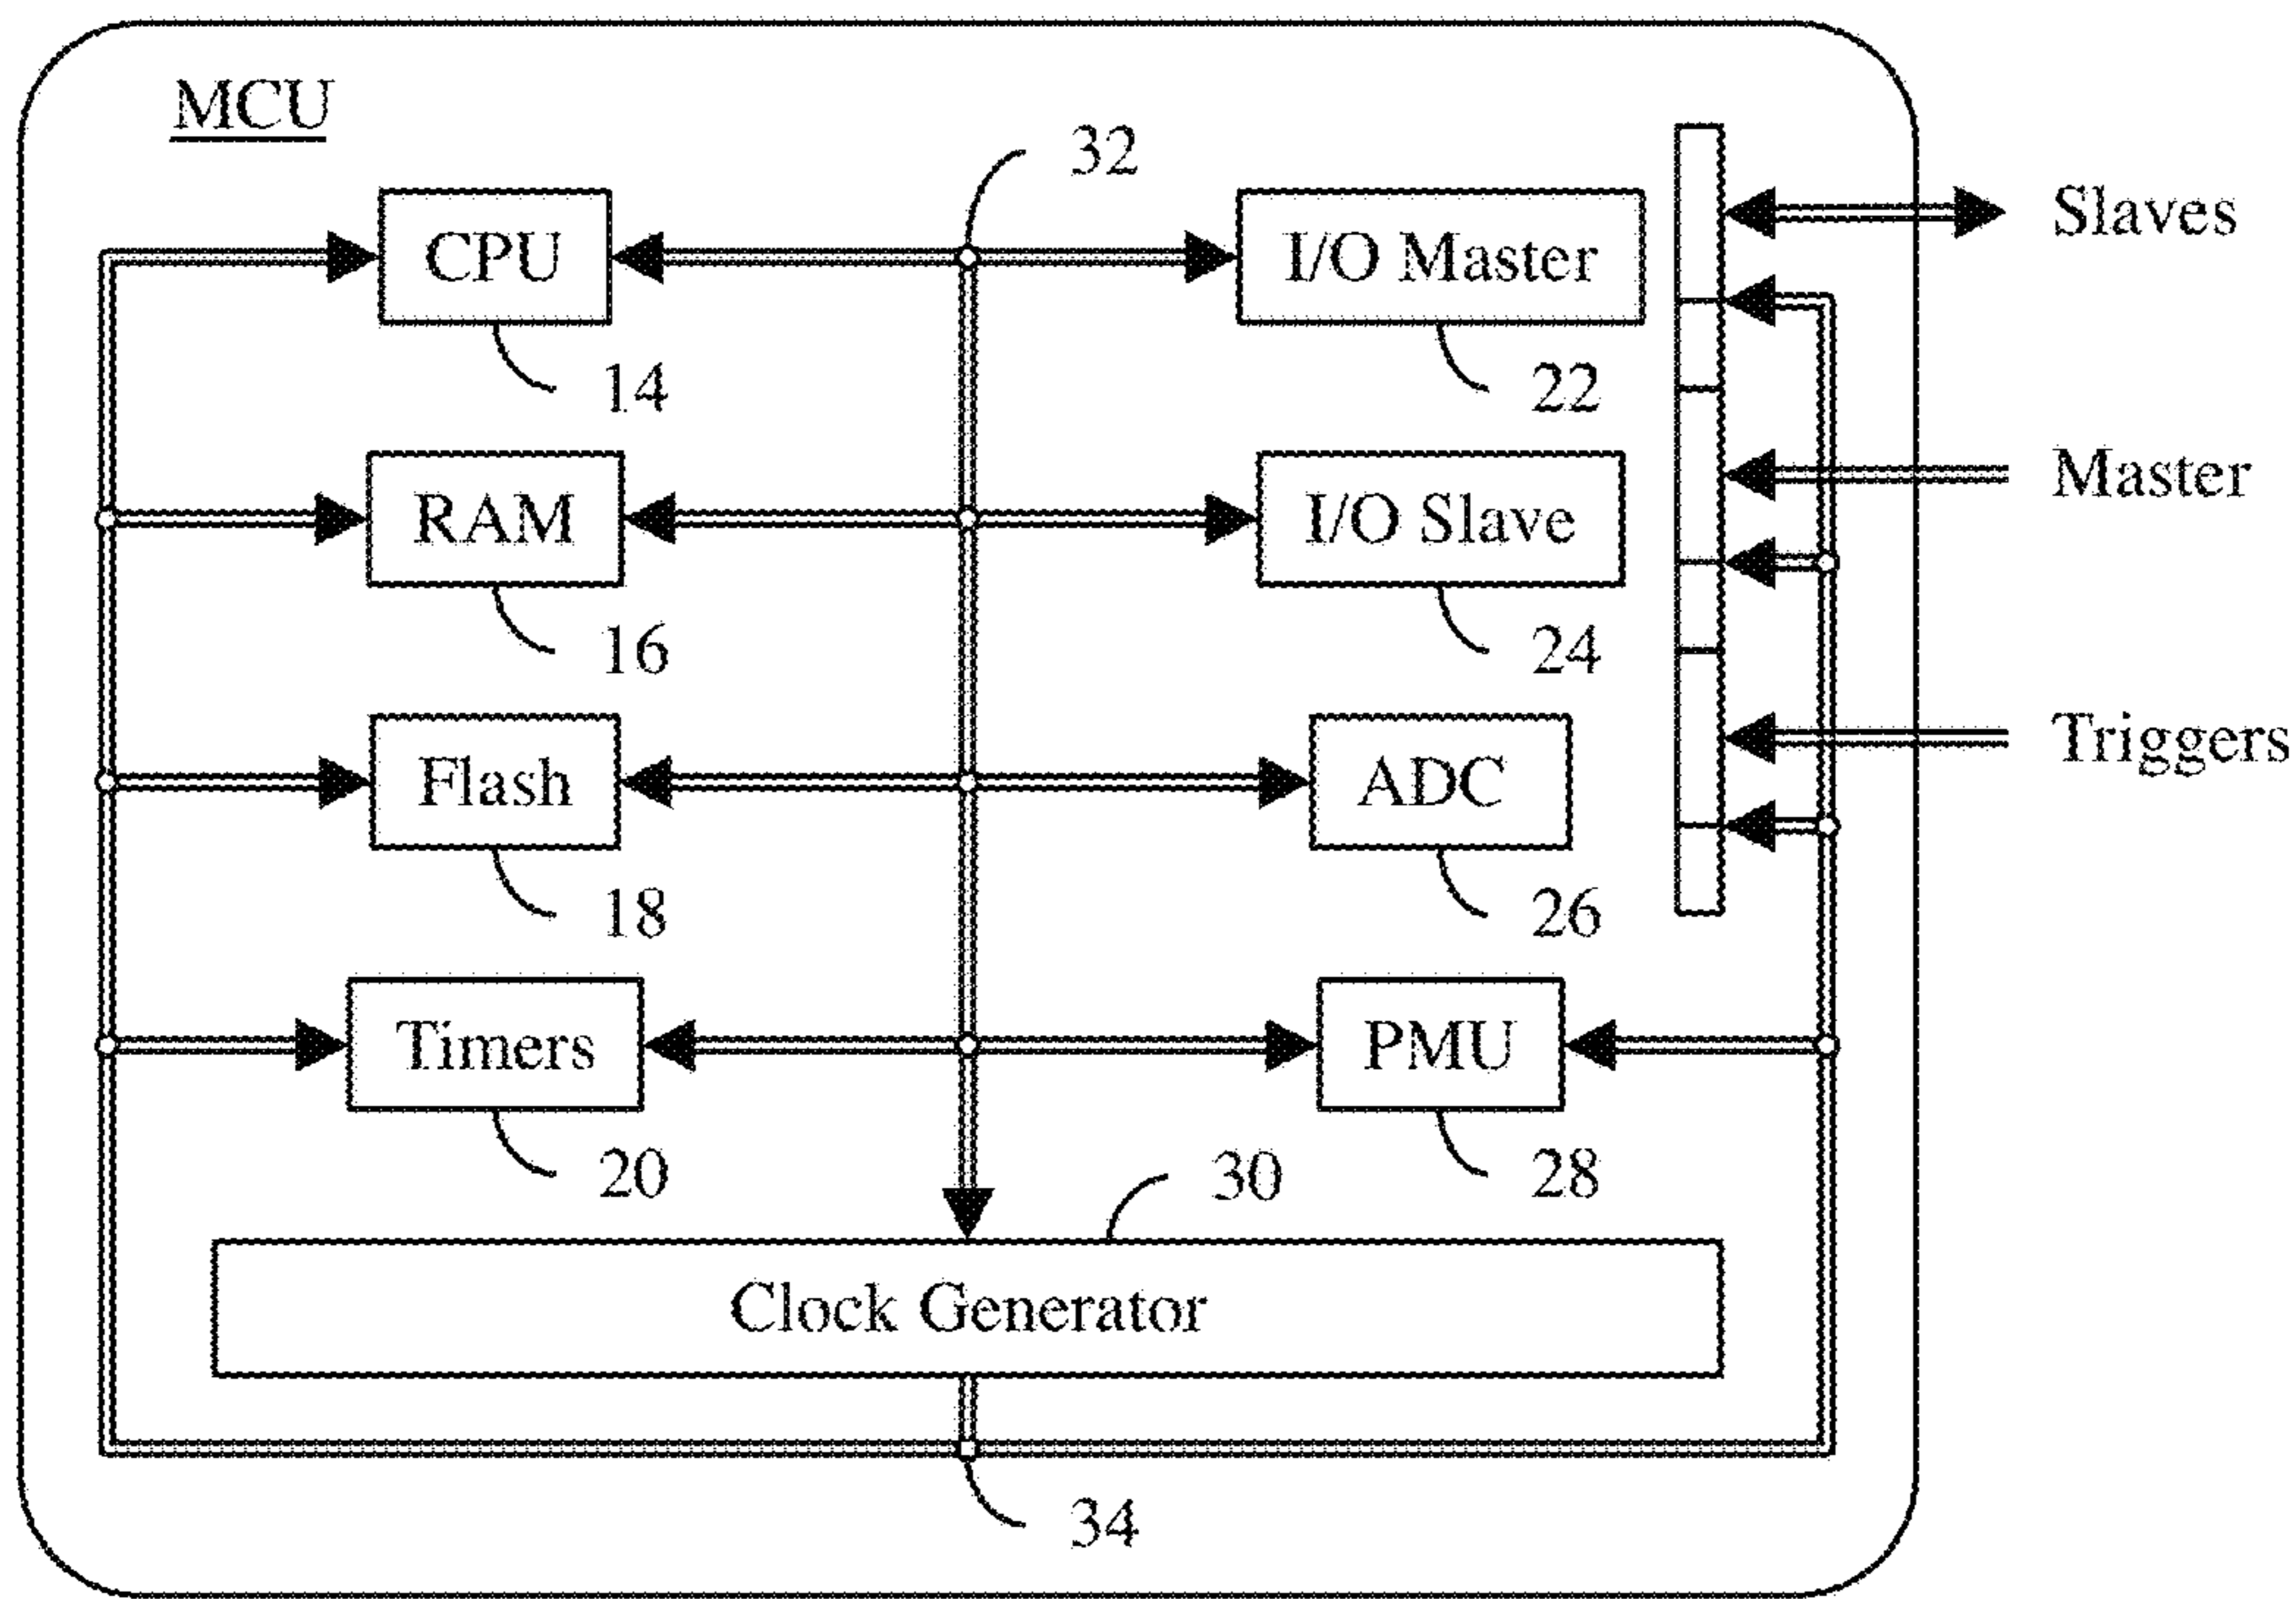 MCU
32
CPU
I/O Master
Slaves
14
22
RAM
I/O Slave
Master
16
24
Flash
ADC
Triggers
18
26
Timers
PMU
20
30
28
Clock Generator
34